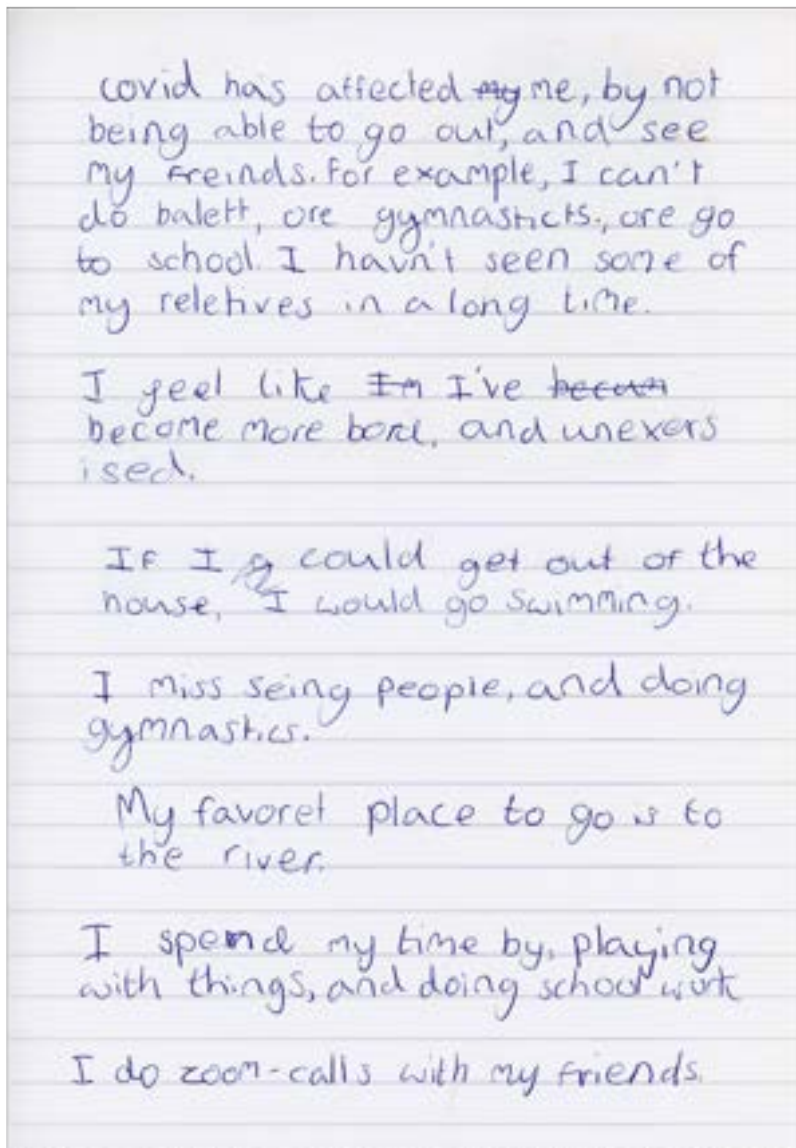 covid has affected my me, by not
being able to go out, and see
my freinds. For example, I can't
do balett, ore gymnasticts., ore go
to school. I havn't seen some of
my reletives in a long time.
I feel like Im I've
become more bord, and unexers
ised.
If I g could get out of the
house, I would go swimming.
I miss seing people, and doing
gymnastics.
My favoret place to go is to
the river.
I spend my time by, playing
with things, and doing school work
I do zoom-calls with my friends.